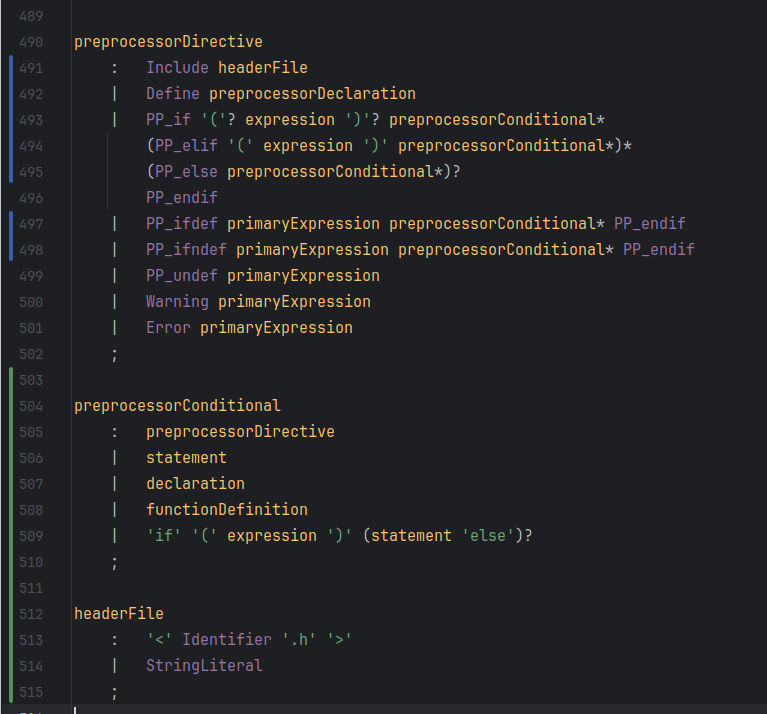 489
490 preprocessorDirective
491     :   Include headerFile
492     |   Define preprocessorDeclaration
493     |   PP_if '('? expression ')'? preprocessorConditional*
494         (PP_elif '(' expression ')' preprocessorConditional*)*
495         (PP_else preprocessorConditional*)?
496         PP_endif
497     |   PP_ifdef primaryExpression preprocessorConditional* PP_endif
498     |   PP_ifndef primaryExpression preprocessorConditional* PP_endif
499     |   PP_undef primaryExpression
500     |   Warning primaryExpression
501     |   Error primaryExpression
502     ;
503
504 preprocessorConditional
505     :   preprocessorDirective
506     |   statement
507     |   declaration
508     |   functionDefinition
509     |   'if' '(' expression ')' (statement 'else')?
510     ;
511
512 headerFile
513     :   '<' Identifier '.h' '>'
514     |   StringLiteral
515     ;